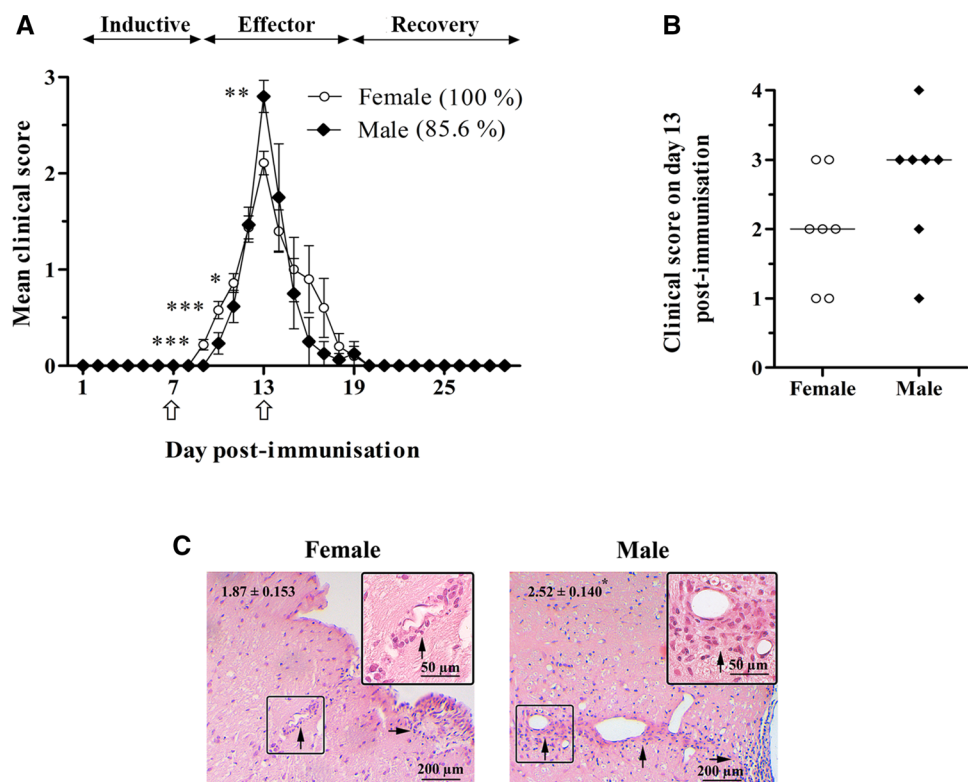 A
Inductive Effector Recovery
Mean clinical score
3
2
1
0
**
*
***
***
Female (100 %)
Male (85.6 %)
1 7 13 19 25
Day post-immunisation
B
Clinical score on day 13
post-immunisation
4
3
2
1
0
Female Male
C
Female
1.87 ± 0.153
50 µm
200 µm
Male
2.52 ± 0.140*
50 µm
200 µm